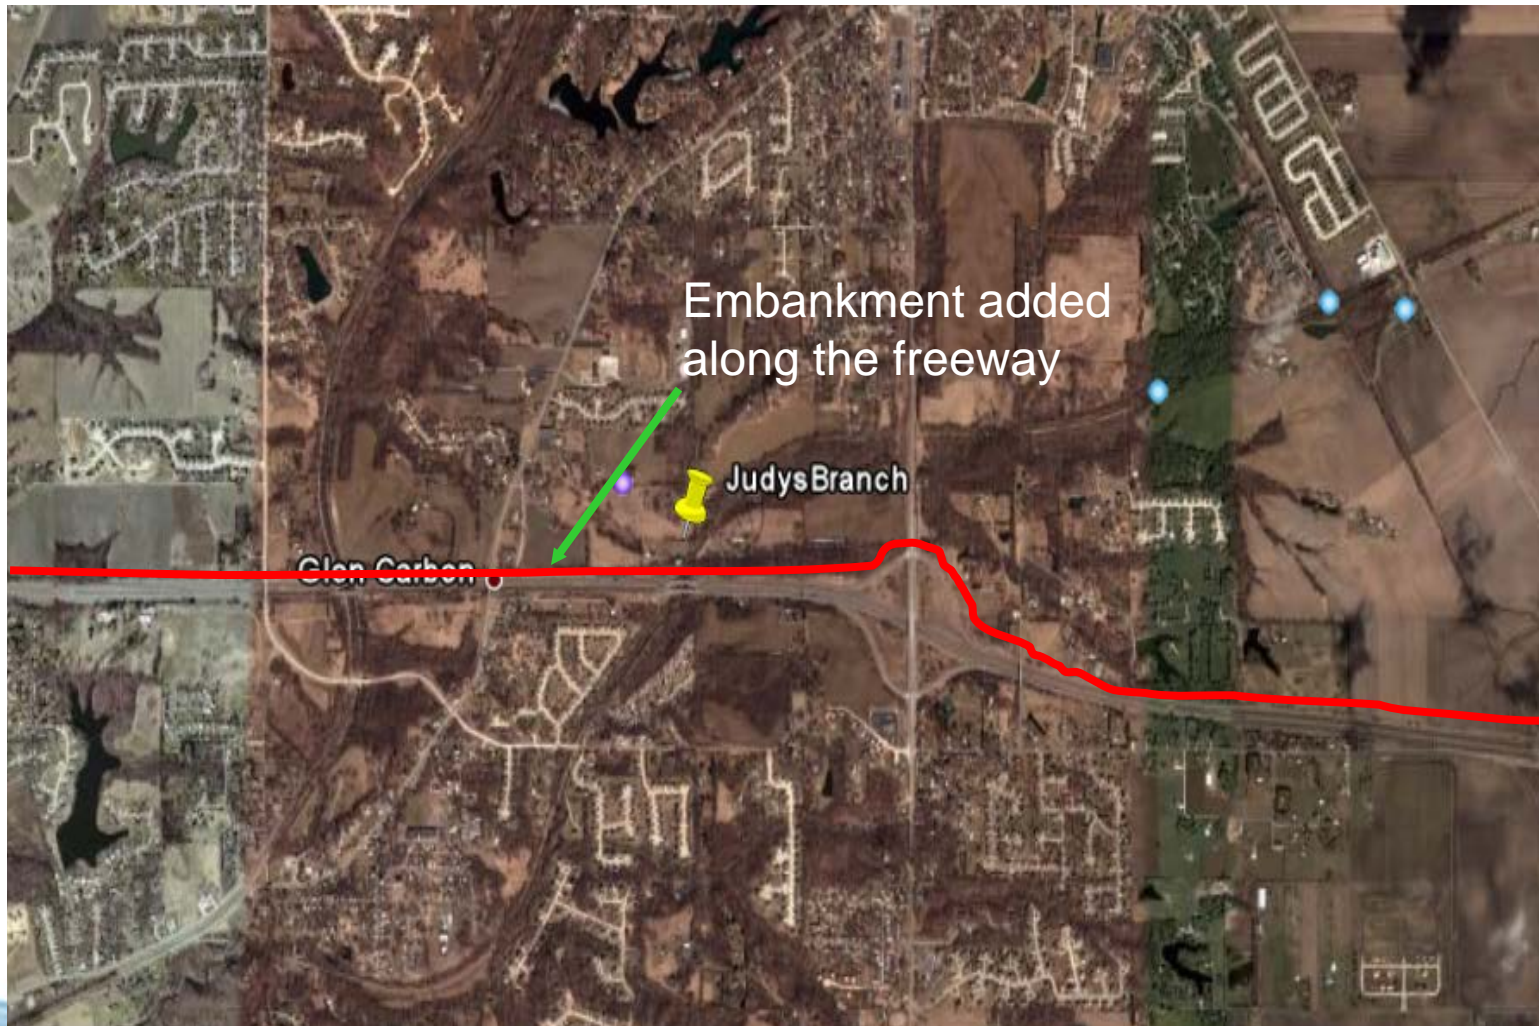 Embankment added
along the freeway
JudysBranch
Glen Carbon